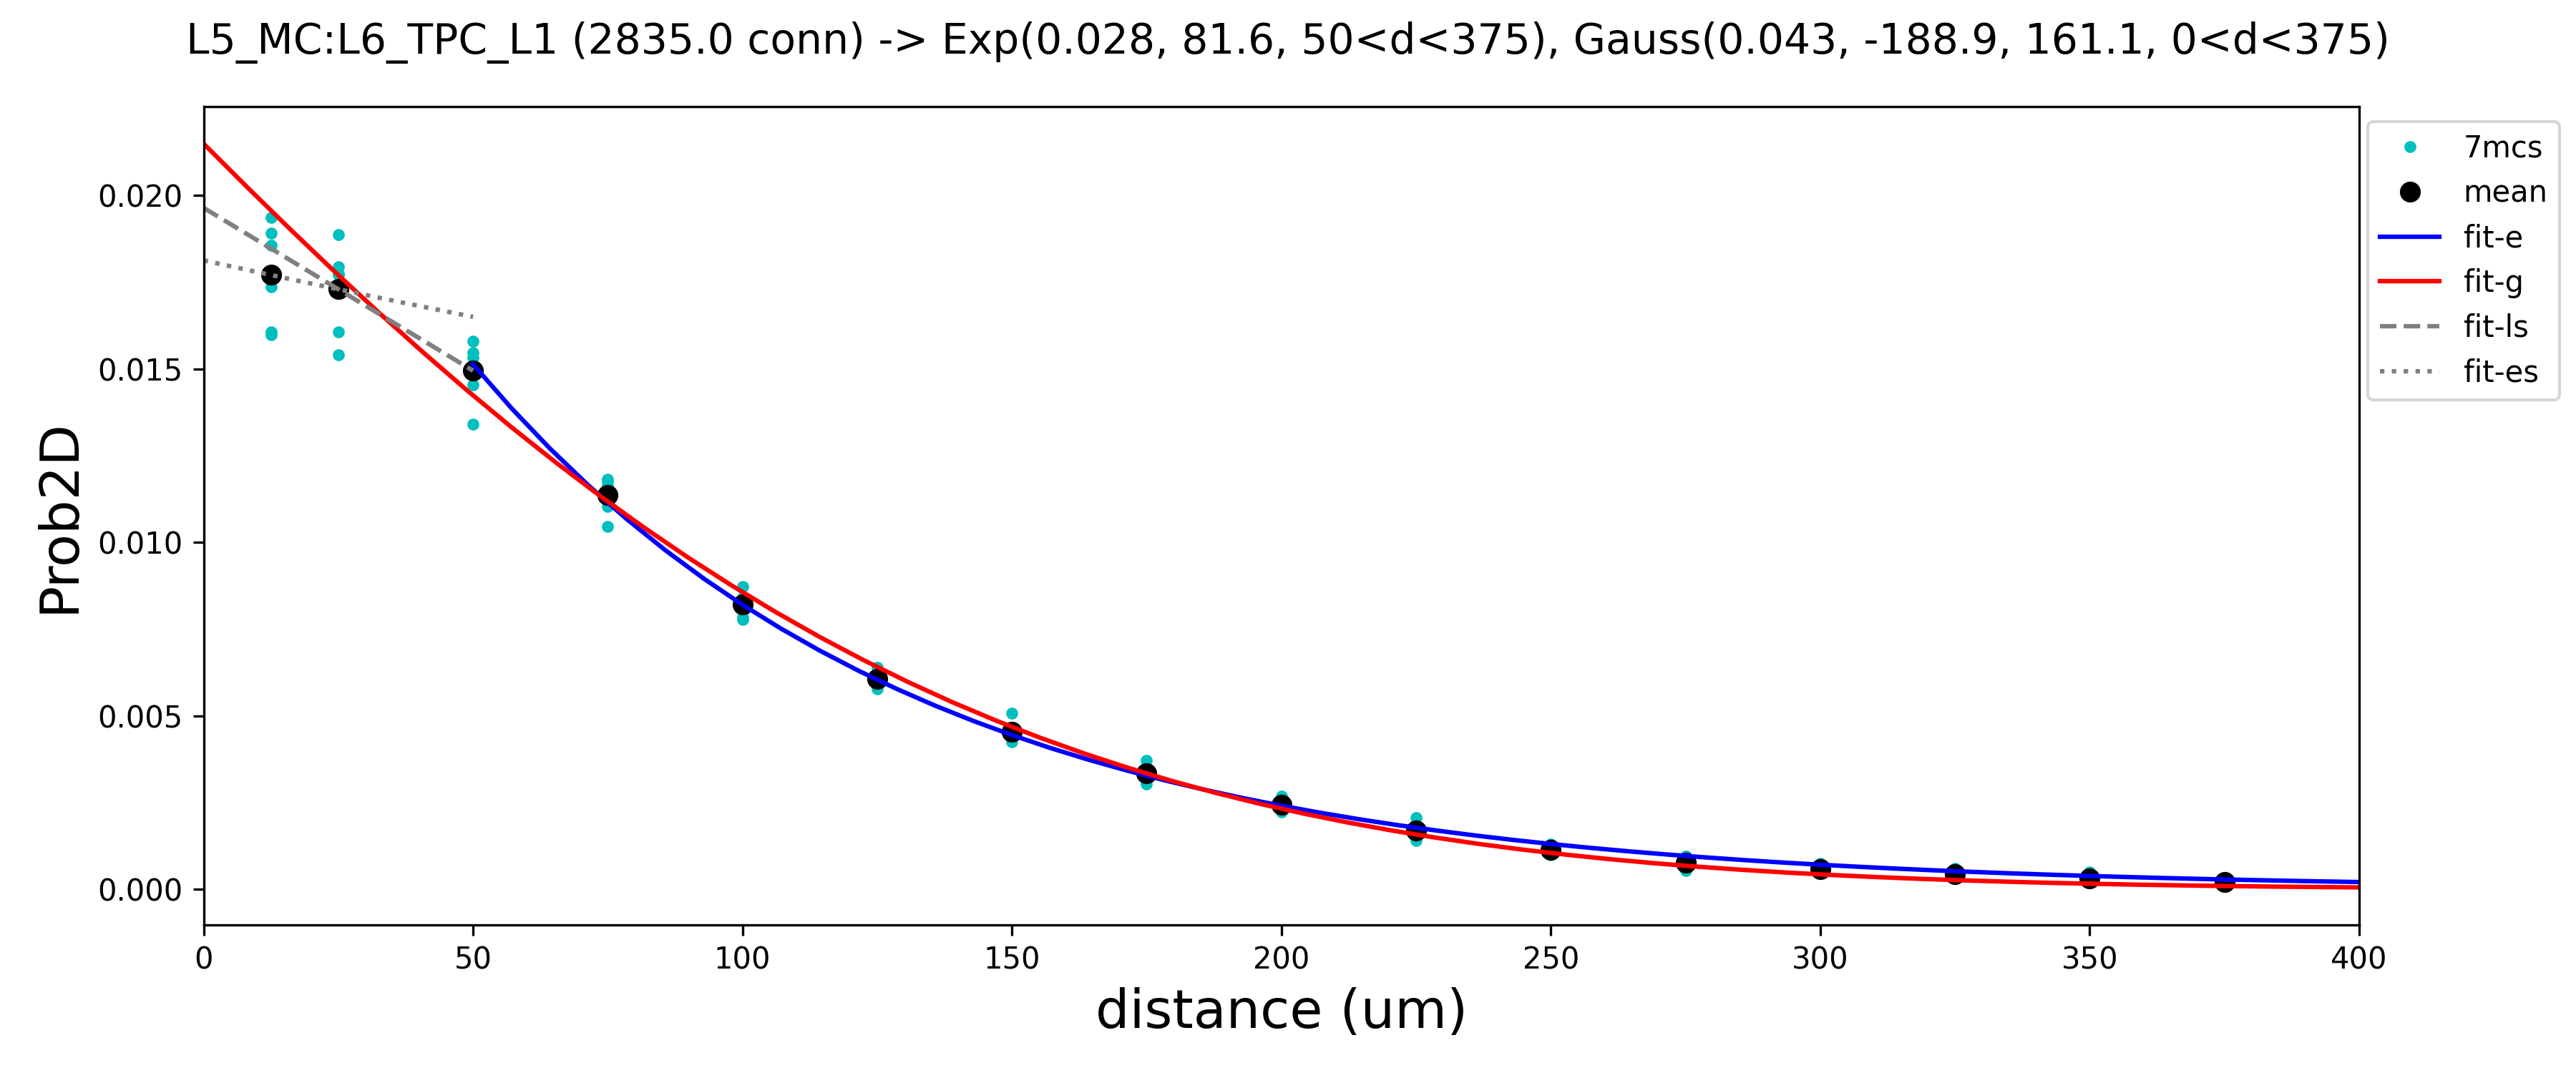 L5_MC:L6_TPC_L1 (2835.0 conn) -> Exp(0.028, 81.6, 50<d<375), Gauss(0.043, -188.9, 161.1, 0<d<375)
7mcs
mean
fit-e
fit-g
fit-ls
fit-es
Prob2D
0.020
0.015
0.010
0.005
0.000
0 50 100 150 200 250 300 350 400
distance (um)